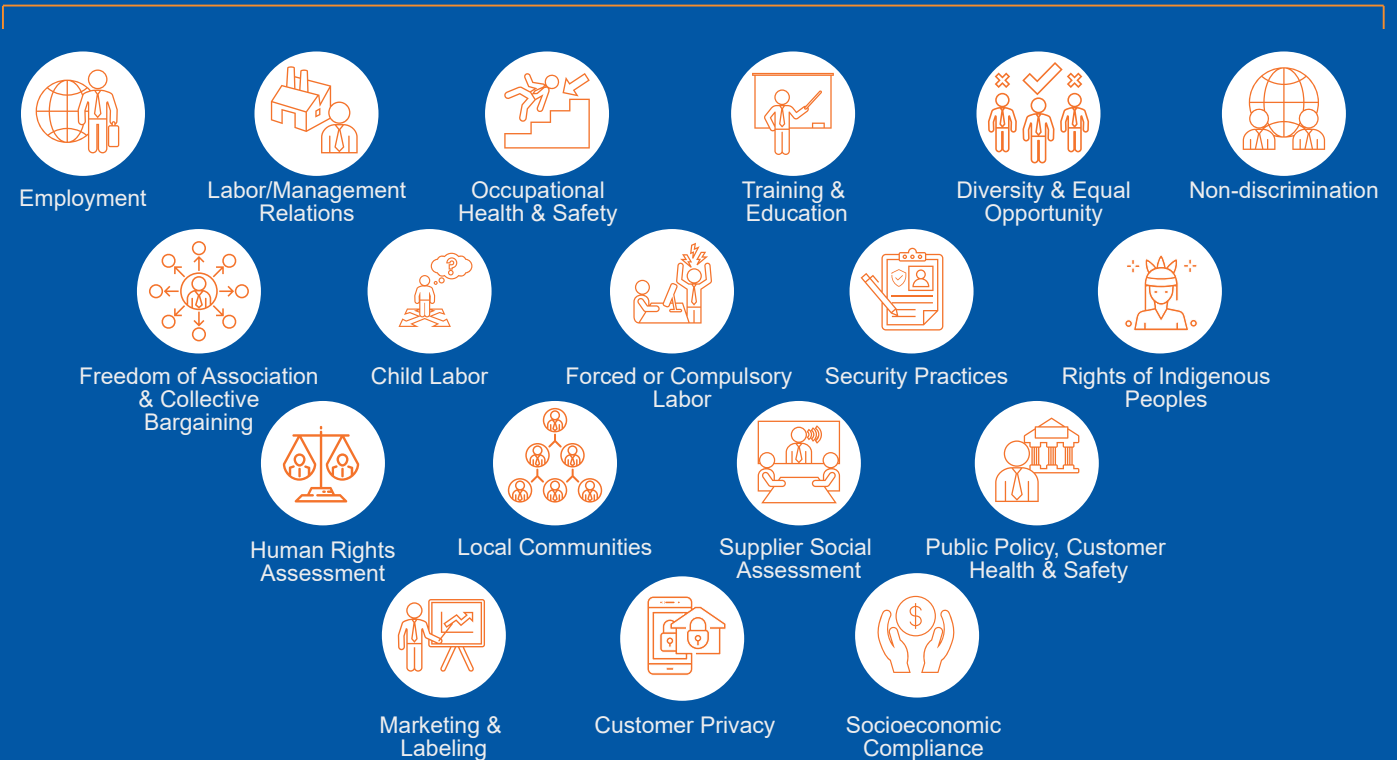 Employment
Labor/Management
Relations
Occupational
Health & Safety
Training &
Education
Diversity & Equal
Opportunity
Non-discrimination
Freedom of Association
& Collective
Bargaining
Child Labor
Forced or Compulsory
Labor
Security Practices
Rights of Indigenous
Peoples
Human Rights
Assessment
Local Communities
Supplier Social
Assessment
Public Policy, Customer
Health & Safety
Marketing &
Labeling
Customer Privacy
Socioeconomic
Compliance